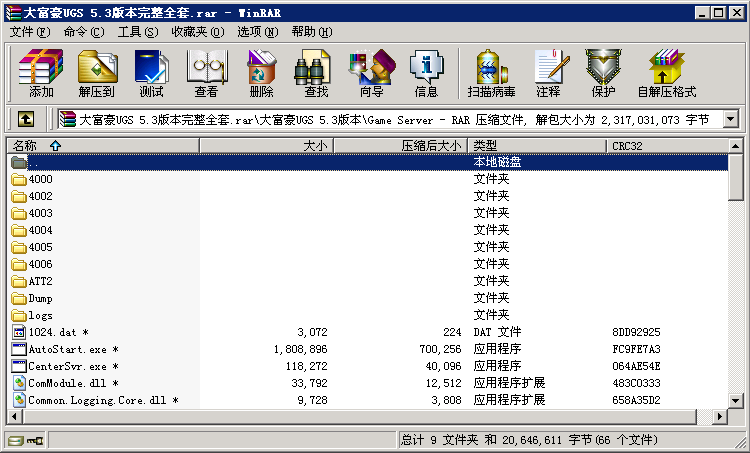 大富豪UGS 5.3版本完整全套.rar - WinRAR
文件(F) 命令(C) 工具(S) 收藏夹(O) 选项(N) 帮助(H)
添加 解压到 测试 查看 删除 查找 向导 信息 扫描病毒 注释 保护 自解压格式
大富豪UGS 5.3版本完整全套.rar\大富豪UGS 5.3版本\Game Server - RAR 压缩文件, 解包大小为 2,317,031,073 字节
名称 大小 压缩后大小 类型 CRC32
.. 本地磁盘
4000 文件夹
4002 文件夹
4003 文件夹
4004 文件夹
4005 文件夹
4006 文件夹
ATT2 文件夹
Dump 文件夹
logs 文件夹
1024.dat * 3,072 224 DAT 文件 8DD92925
AutoStart.exe * 1,808,896 700,256 应用程序 FC9FE7A3
CenterSvr.exe * 118,272 40,096 应用程序 064AE54E
ComModule.dll * 33,792 12,512 应用程序扩展 483C0333
Common.Logging.Core.dll * 9,728 3,808 应用程序扩展 658A35D2
总计 9 文件夹 和 20,646,611 字节(66 个文件)